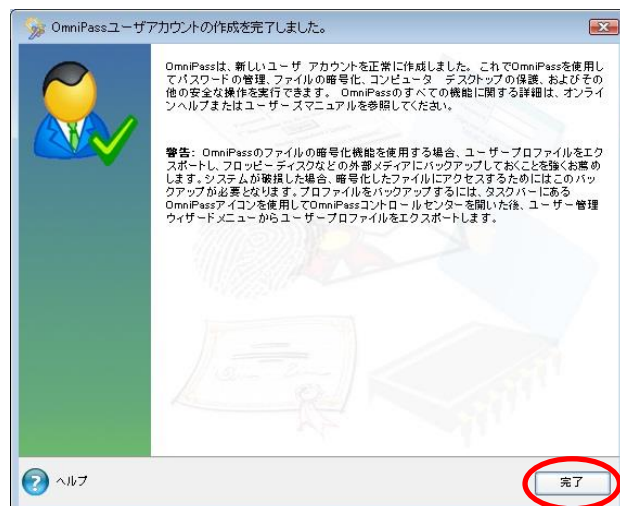 OmniPassユーザアカウントの作成を完了しました。
OmniPassは、新しいユーザ アカウントを正常に作成しました。 これでOmniPassを使用し
てパスワードの管理、ファイルの暗号化、コンピュータ デスクトップの保護、およびその
他の安全な操作を実行できます。 OmniPassのすべての機能に関する詳細は、オンライ
ンヘルプまたはユーザーズマニュアルを参照してください。
警告: OmniPassのファイルの暗号化機能を使用する場合、ユーザープロファイルをエク
スポートし、フロッピーディスクなどの外部メディアにバックアップしておくことを強くお薦め
します。システムが破損した場合、暗号化したファイルにアクセスするためにはこのバッ
クアップが必要となります。プロファイルをバックアップするには、タスクバーにある
OmniPassアイコンを使用してOmniPassコントロールセンターを開いた後、ユーザー管理
ウィザードメニューからユーザープロファイルをエクスポートします。
ヘルプ
完了